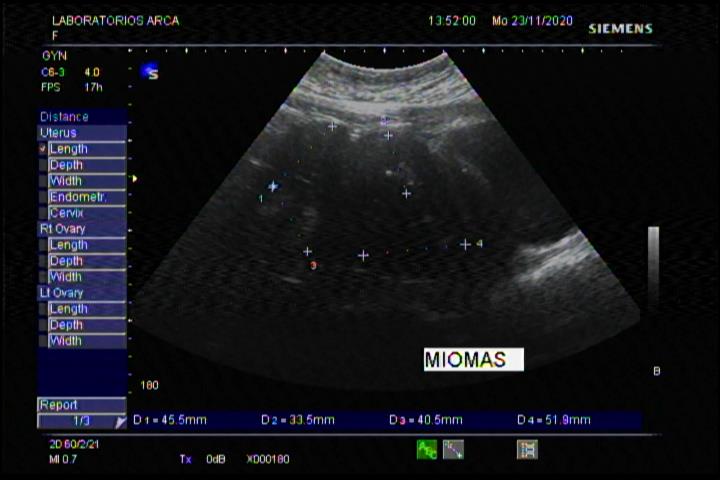 LABORATORIOS ARCA
13:52:00 Mo 23/11/2020
SIEMENS
F
GYN
C6-3 4.0
FPS 17h
S
Distance
Uterus
Length
Depth
Width
Endometr.
Cervix
Rt Ovary
Length
Depth
Width
Lt Ovary
Length
Depth
Width
Report
1/3
1
2
3
4
MIOMAS
B
180
D1 = 45.5mm D2 = 33.5mm D3 = 40.5mm D4 = 51.9mm
2D 60/2/21
MI 0.7 Tx 0dB X000180
ABC